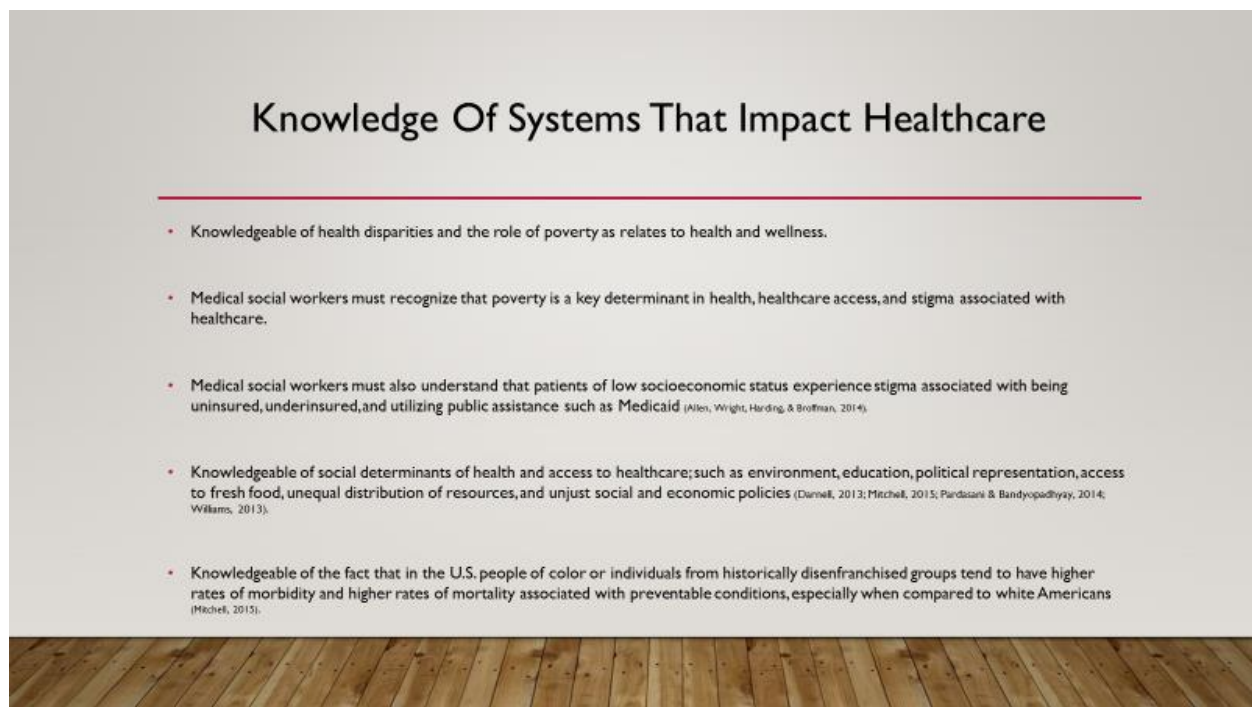 Knowledge Of Systems That Impact Healthcare
• Knowledgeable of health disparities and the role of poverty as relates to health and wellness.
• Medical social workers must recognize that poverty is a key determinant in health, healthcare access, and stigma associated with
healthcare.
• Medical social workers must also understand that patients of low socioeconomic status experience stigma associated with being
uninsured, underinsured, and utilizing public assistance such as Medicaid (Allen, Wright, Harding, & Broffman, 2014).
• Knowledgeable of social determinants of health and access to healthcare; such as environment, education, political representation, access
to fresh food, unequal distribution of resources, and unjust social and economic policies (Darnell, 2013; Mitchell, 2015; Pardasani & Bandyopadhyay, 2014;
Williams, 2013).
• Knowledgeable of the fact that in the U.S. people of color or individuals from historically disenfranchised groups tend to have higher
rates of morbidity and higher rates of mortality associated with preventable conditions, especially when compared to white Americans
(Mitchell, 2015).